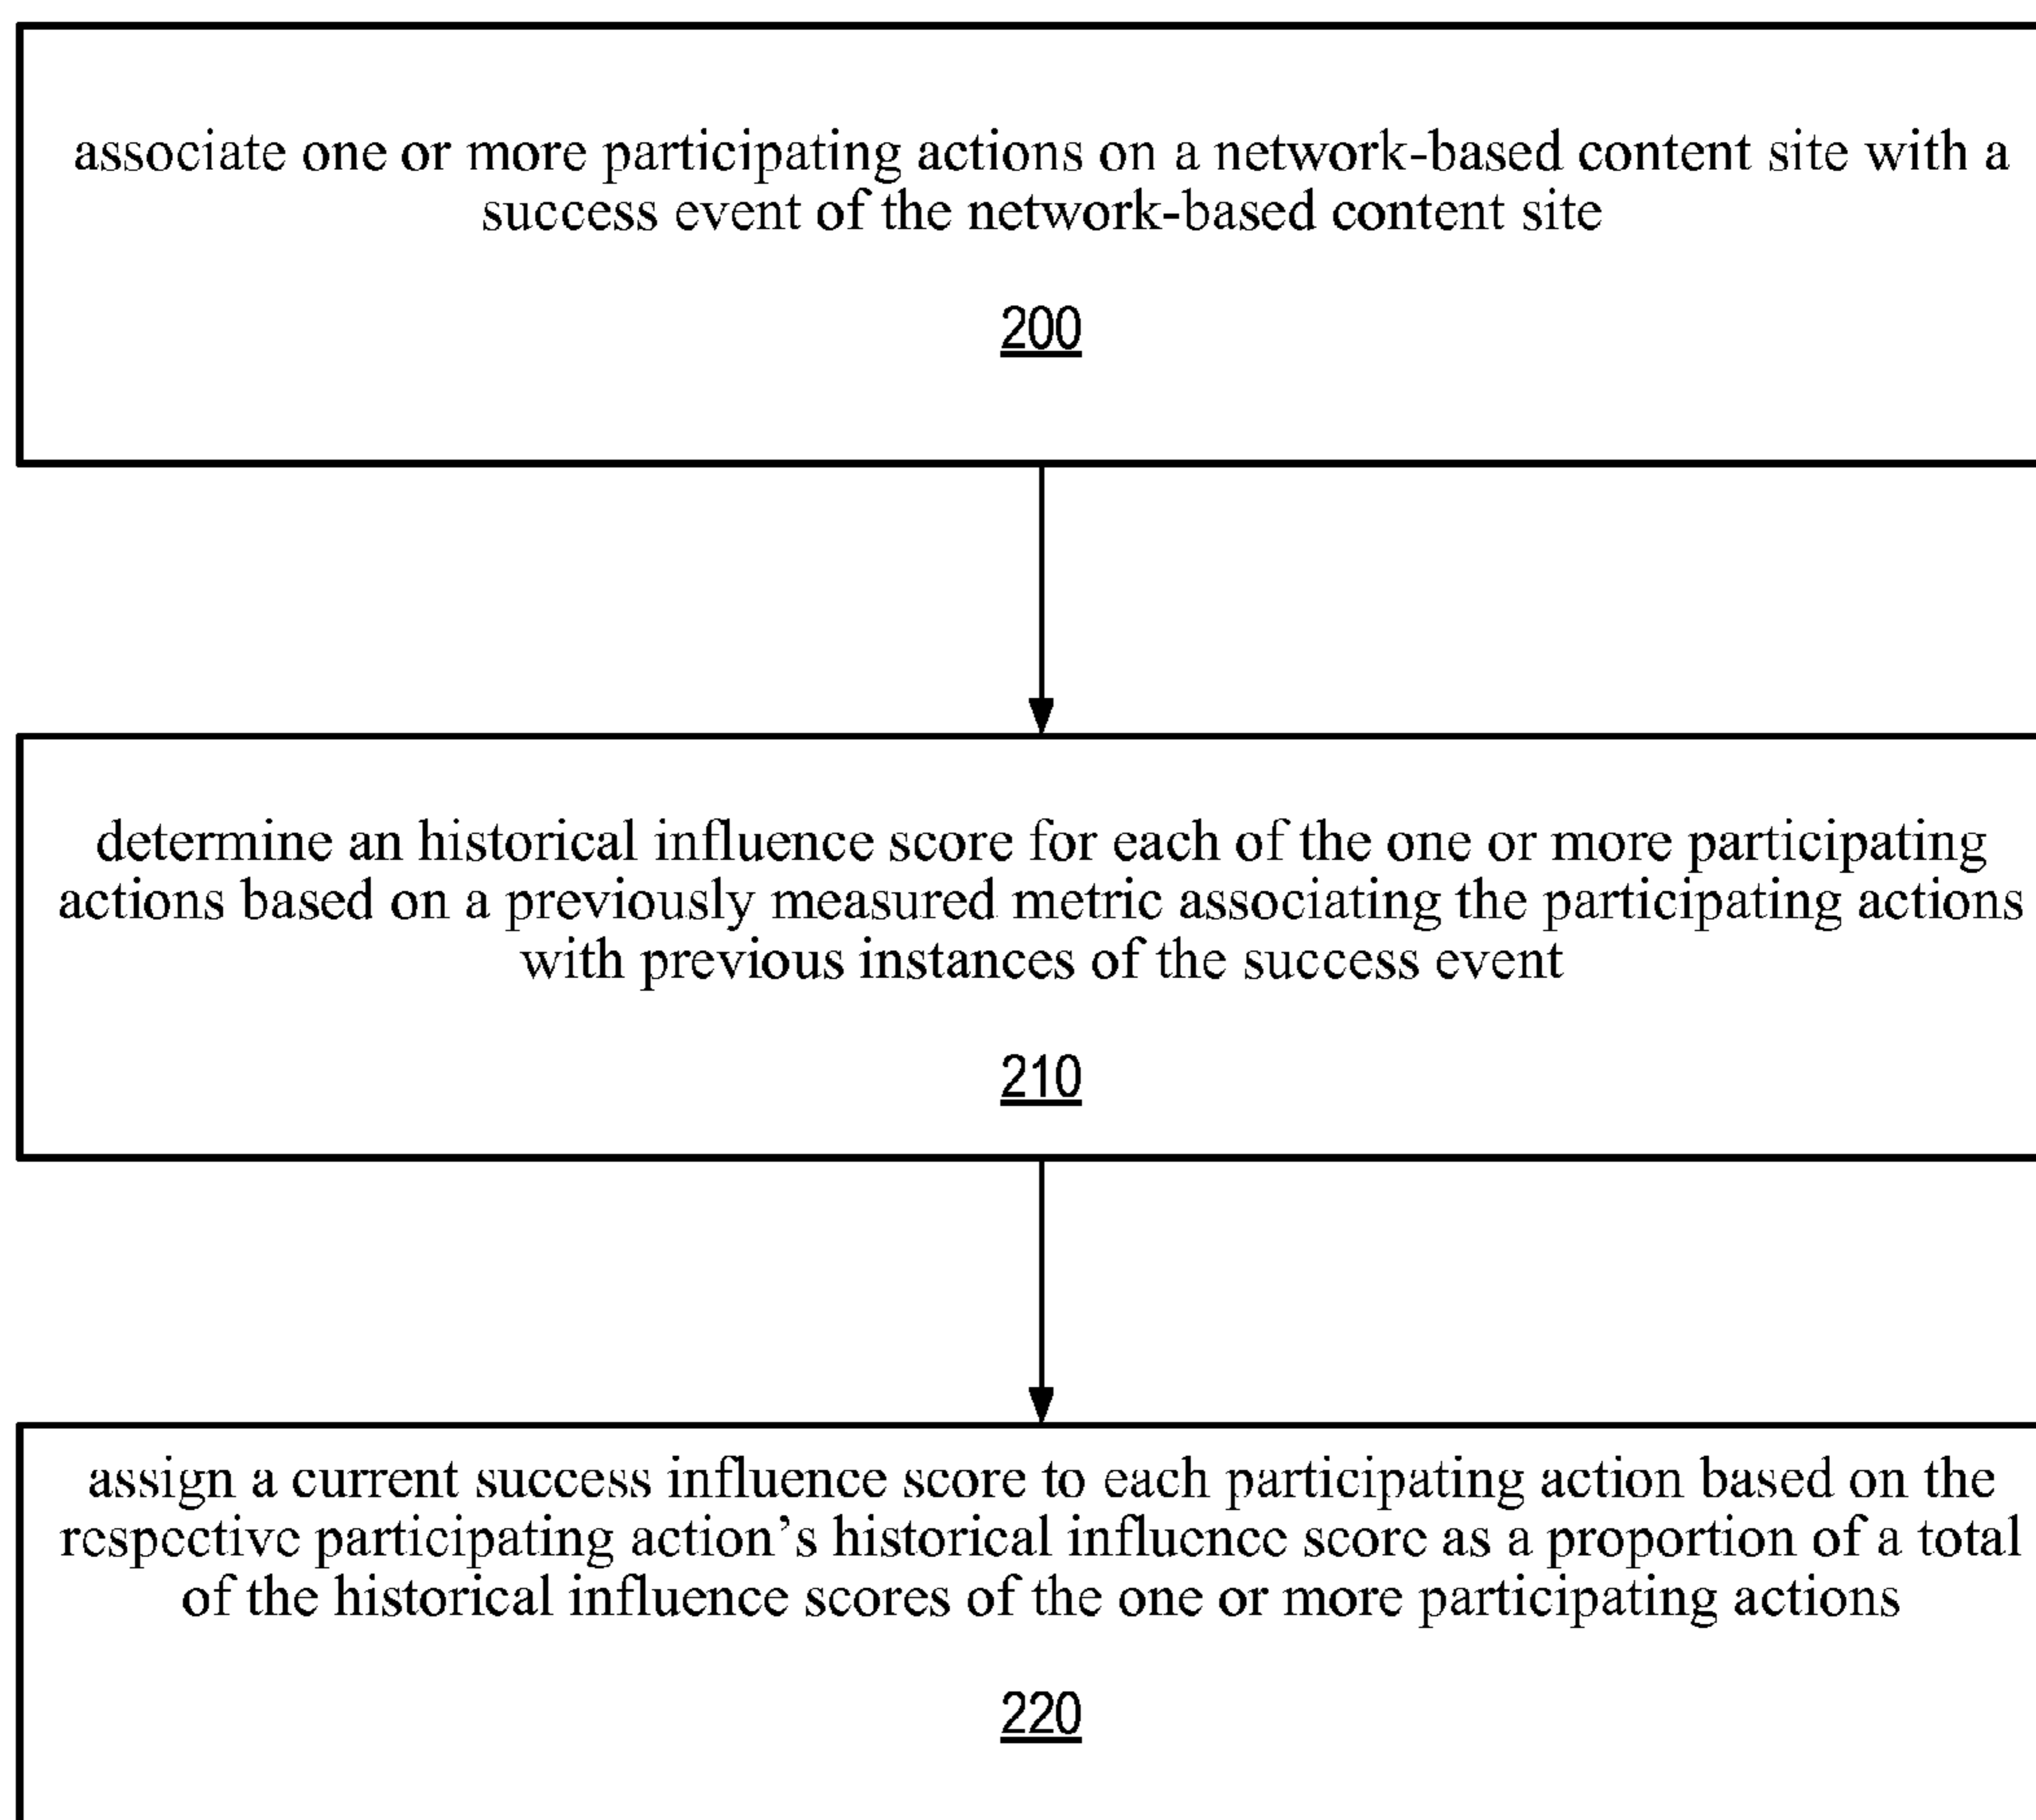 associate one or more participating actions on a network-based content site with a
success event of the network-based content site
200
determine an historical influence score for each of the one or more participating
actions based on a previously measured metric associating the participating actions
with previous instances of the success event
210
assign a current success influence score to each participating action based on the
respective participating action’s historical influence score as a proportion of a total
of the historical influence scores of the one or more participating actions
220